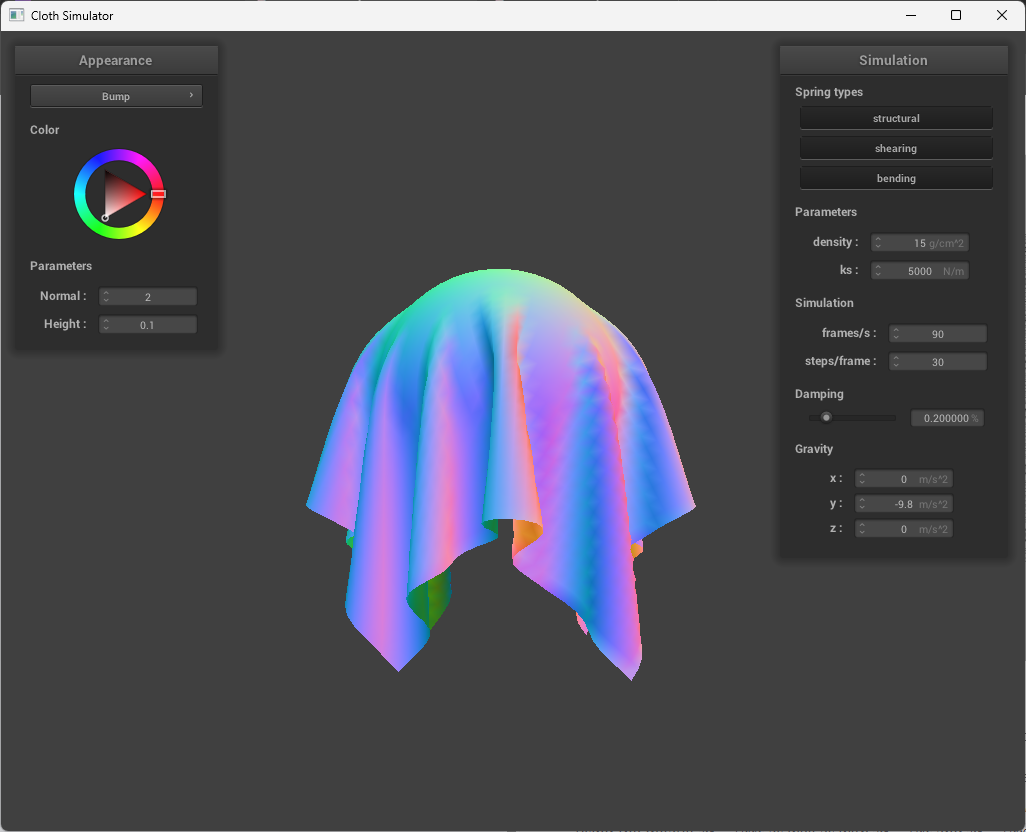 Cloth Simulator
Appearance
Bump
Color
Parameters
Normal : 2
Height : 0.1
Simulation
Spring types
structural
shearing
bending
Parameters
density : 15 g/cm^2
ks : 5000 N/m
Simulation
frames/s : 90
steps/frame : 30
Damping
0.200000 %
Gravity
x : 0 m/s^2
y : -9.8 m/s^2
z : 0 m/s^2